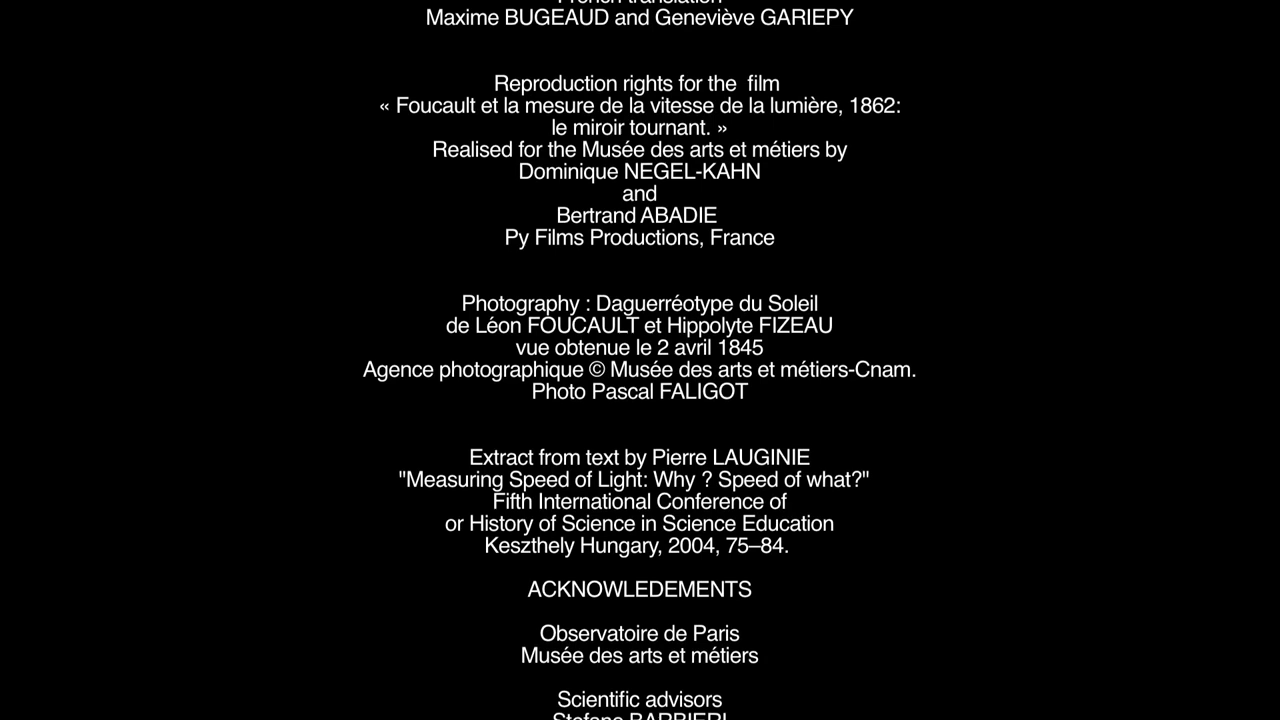 French translation
Maxime BUGEAUD and Geneviève GARIEPY
Reproduction rights for the  film
« Foucault et la mesure de la vitesse de la lumière, 1862:
le miroir tournant. »
Realised for the Musée des arts et métiers by
Dominique NEGEL-KAHN
and
Bertrand ABADIE
Py Films Productions, France
Photography : Daguerréotype du Soleil
de Léon FOUCAULT et Hippolyte FIZEAU
vue obtenue le 2 avril 1845
Agence photographique © Musée des arts et métiers-Cnam.
Photo Pascal FALIGOT
Extract from text by Pierre LAUGINIE
"Measuring Speed of Light: Why ? Speed of what?"
Fifth International Conference of
or History of Science in Science Education
Keszthely Hungary, 2004, 75–84.
ACKNOWLEDEMENTS
Observatoire de Paris
Musée des arts et métiers
Scientific advisors
Stefano BARBIERI